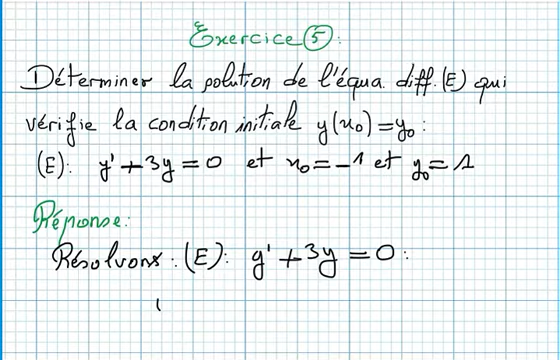 Exercice 5:
Déterminer la solution de l'équa. diff. (E) qui
vérifie la condition initiale y(x₀)=y₀:
(E): y' + 3y = 0 et x₀ = -1 et y₀ = 1
Réponse:
Résolvons: (E): y' + 3y = 0: